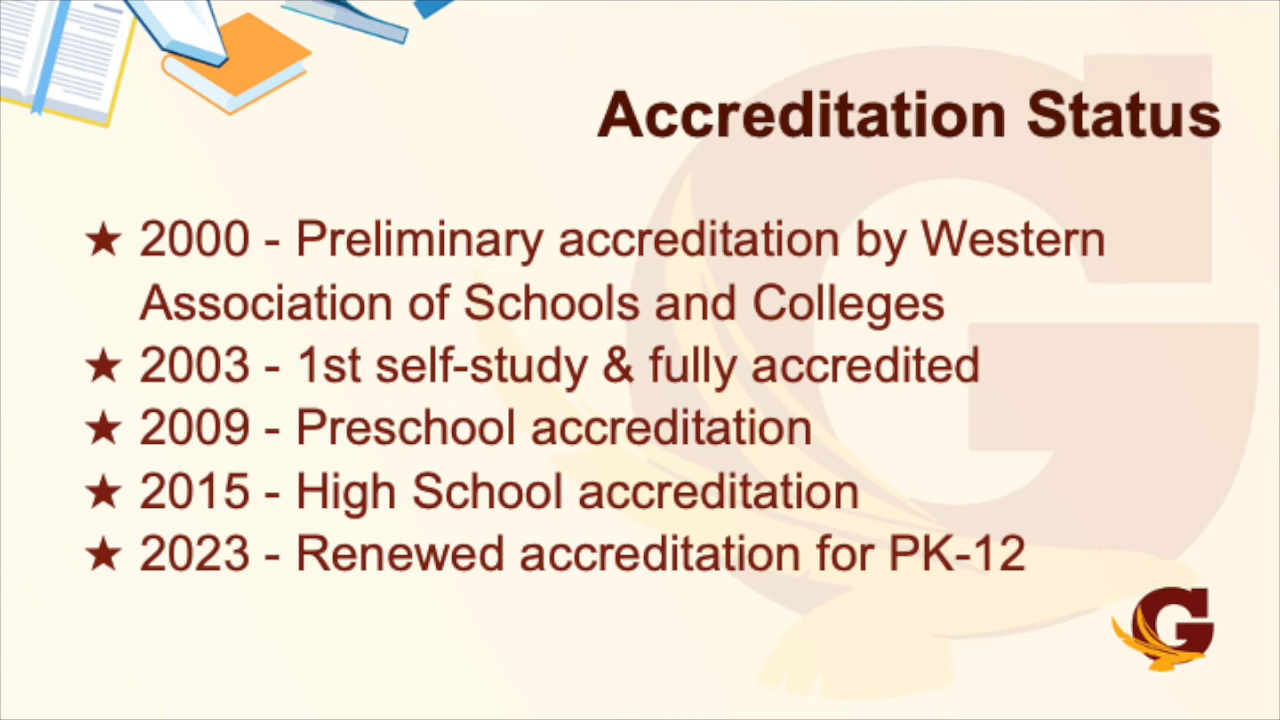 Accreditation Status
★ 2000 - Preliminary accreditation by Western
Association of Schools and Colleges
★ 2003 - 1st self-study & fully accredited
★ 2009 - Preschool accreditation
★ 2015 - High School accreditation
★ 2023 - Renewed accreditation for PK-12
G